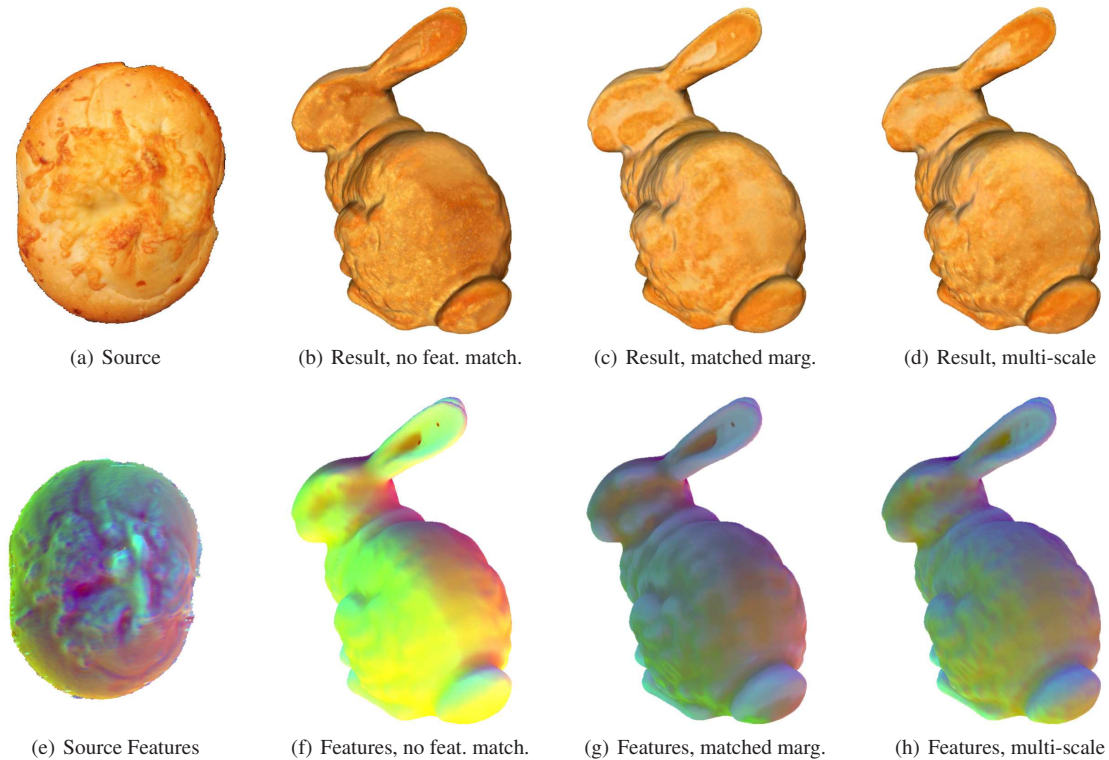 (a) Source
(b) Result, no feat. match.
(c) Result, matched marg.
(d) Result, multi-scale
(e) Source Features
(f) Features, no feat. match.
(g) Features, matched marg.
(h) Features, multi-scale